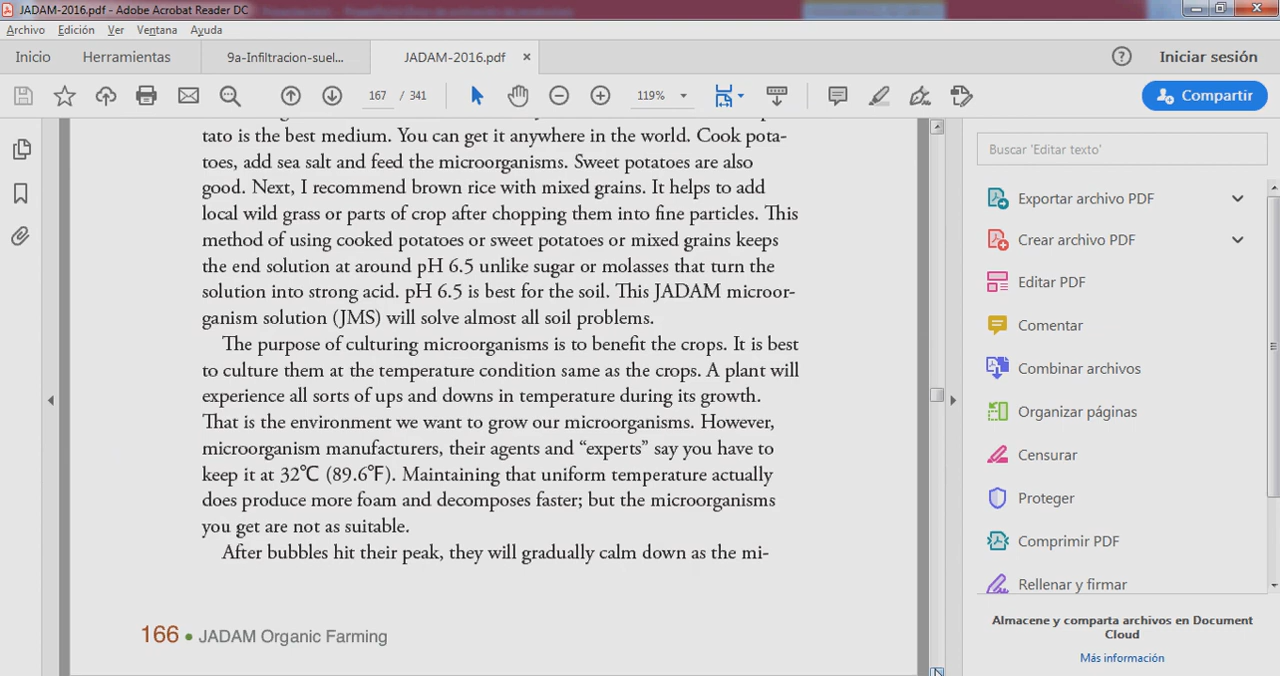 JADAM-2016.pdf - Adobe Acrobat Reader DC
Archivo Edición Ver Ventana Ayuda
Inicio Herramientas 9a-Infiltracion-suel... JADAM-2016.pdf × Iniciar sesión
167 / 341 119% Compartir
tato is the best medium. You can get it anywhere in the world. Cook pota-
toes, add sea salt and feed the microorganisms. Sweet potatoes are also
good. Next, I recommend brown rice with mixed grains. It helps to add
local wild grass or parts of crop after chopping them into fine particles. This
method of using cooked potatoes or sweet potatoes or mixed grains keeps
the end solution at around pH 6.5 unlike sugar or molasses that turn the
solution into strong acid. pH 6.5 is best for the soil. This JADAM microor-
ganism solution (JMS) will solve almost all soil problems.
The purpose of culturing microorganisms is to benefit the crops. It is best
to culture them at the temperature condition same as the crops. A plant will
experience all sorts of ups and downs in temperature during its growth.
That is the environment we want to grow our microorganisms. However,
microorganism manufacturers, their agents and “experts” say you have to
keep it at 32℃ (89.6℉). Maintaining that uniform temperature actually
does produce more foam and decomposes faster; but the microorganisms
you get are not as suitable.
After bubbles hit their peak, they will gradually calm down as the mi-
166 • JADAM Organic Farming
Buscar 'Editar texto'
Exportar archivo PDF
Crear archivo PDF
Editar PDF
Comentar
Combinar archivos
Organizar páginas
Censurar
Proteger
Comprimir PDF
Rellenar y firmar
Almacene y comparta archivos en Document
Cloud
Más información